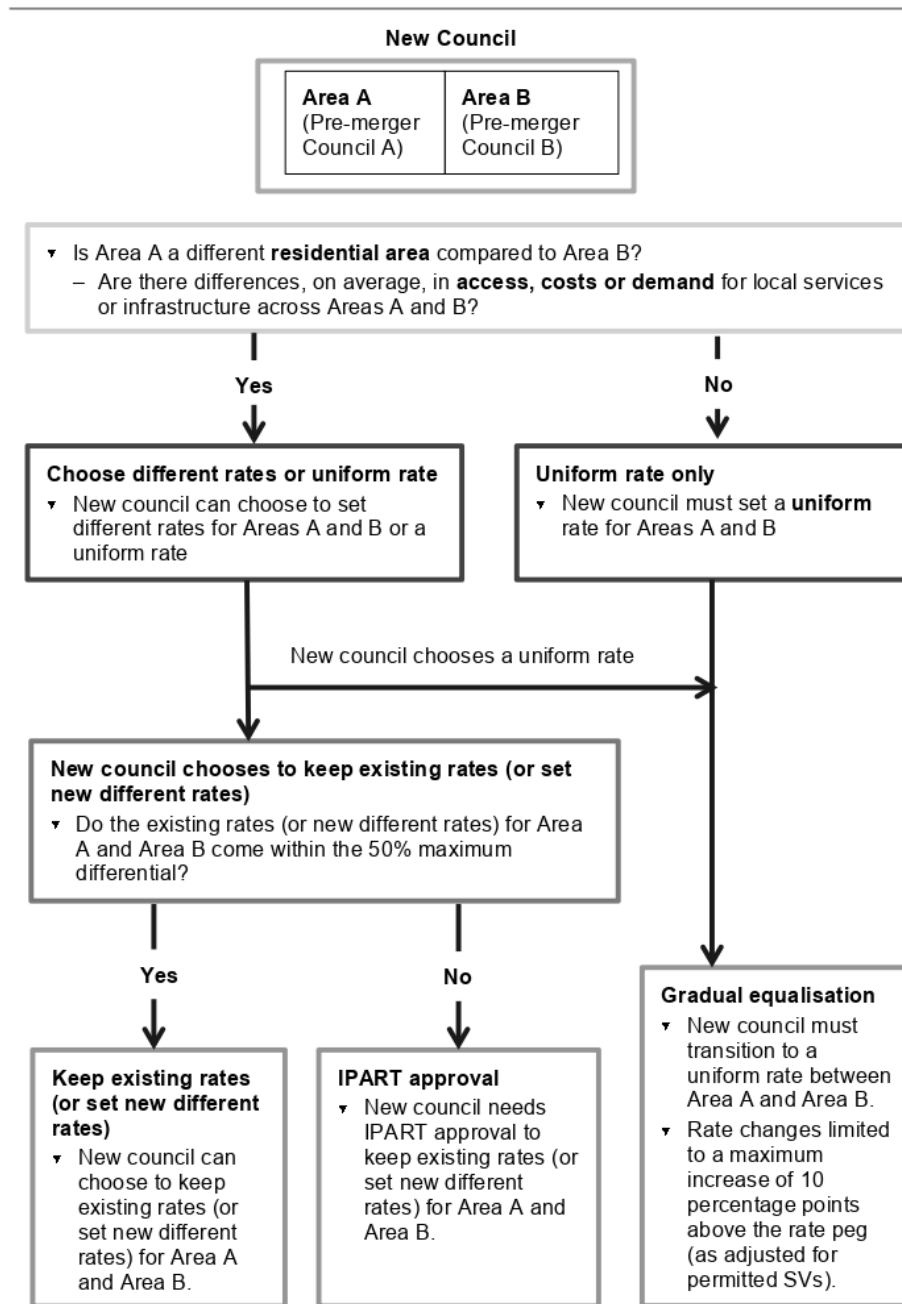 New Council
Area A
(Pre-merger
Council A)
Area B
(Pre-merger
Council B)
▼ Is Area A a different residential area compared to Area B?
– Are there differences, on average, in access, costs or demand for local services
or infrastructure across Areas A and B?
Yes
No
Choose different rates or uniform rate
▼ New council can choose to set
different rates for Areas A and B or a
uniform rate
Uniform rate only
▼ New council must set a uniform
rate for Areas A and B
New council chooses a uniform rate
New council chooses to keep existing rates (or set
new different rates)
▼ Do the existing rates (or new different rates) for Area
A and Area B come within the 50% maximum
differential?
Yes
No
Keep existing rates
(or set new different
rates)
▼ New council can
choose to keep
existing rates (or
set new different
rates) for Area A
and Area B.
IPART approval
▼ New council needs
IPART approval to
keep existing rates (or
set new different
rates) for Area A and
Area B.
Gradual equalisation
▼ New council must
transition to a
uniform rate between
Area A and Area B.
▼ Rate changes limited
to a maximum
increase of 10
percentage points
above the rate peg
(as adjusted for
permitted SVs).